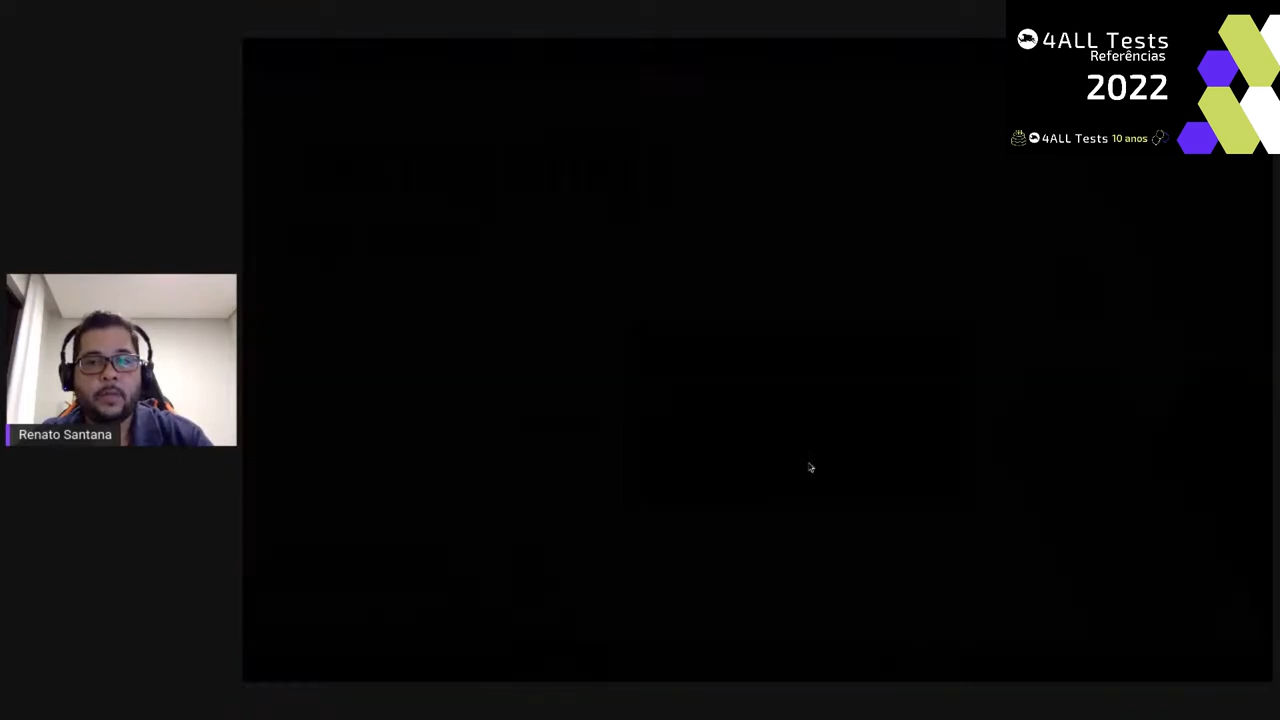 4ALL Tests
Referências
2022
4ALL Tests 10 anos
Renato Santana